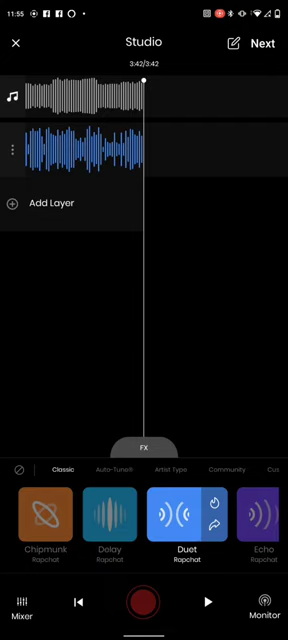 11:55
Studio
Next
3:42/3:42
Add Layer
FX
Classic
Auto-Tune®
Artist Type
Community
Cus
Chipmunk
Rapchat
Delay
Rapchat
Duet
Rapchat
Echo
Rapchat
Mixer
Monitor